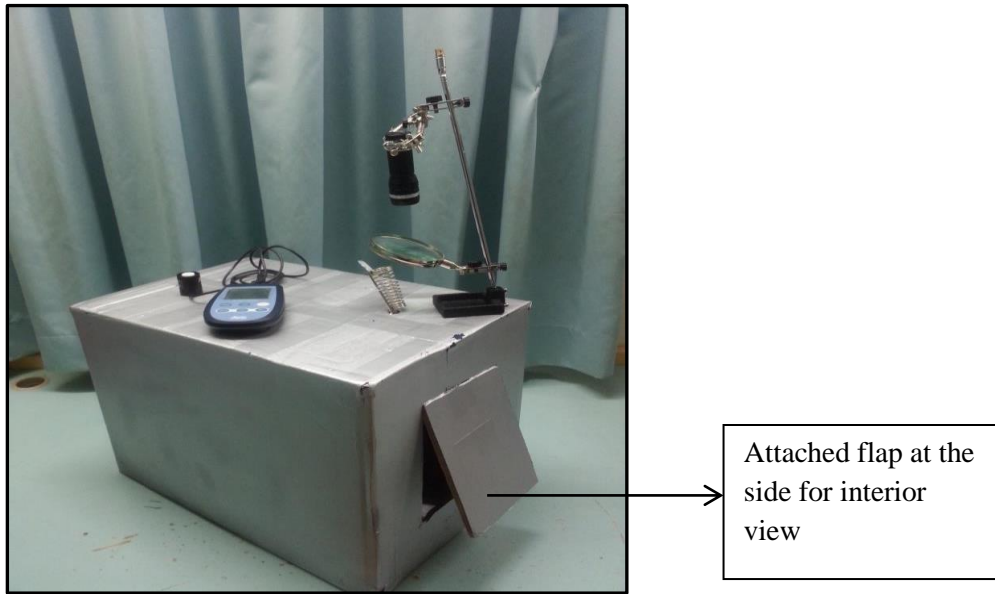 Attached flap at the
side for interior
view